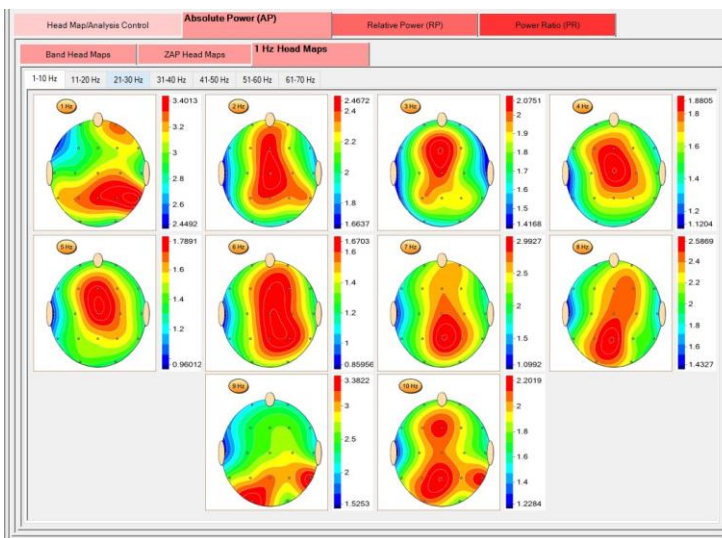 Head Map/Analysis Control Absolute Power (AP) Relative Power (RP) Power Ratio (PR)
Band Head Maps ZAP Head Maps 1 Hz Head Maps
1-10 Hz 11-20 Hz 21-30 Hz 31-40 Hz 41-50 Hz 51-60 Hz 61-70 Hz
1 Hz 2 Hz 3 Hz 4 Hz
3.4013 2.4672 2.0751 1.8805
3.2 2.4 2 1.8
3 2.2 1.9 1.6
2.8 2 1.8 1.4
2.6 1.8 1.7 1.2
2.4492 1.6637 1.6 1.1204
1.5
1.4168
5 Hz 6 Hz 7 Hz 8 Hz
1.7891 1.6703 2.9927 2.5869
1.6 1.6 2.5 2.4
1.4 1.4 2 2.2
1.2 1.2 1.5 2
0.96012 1 1.0992 1.8
0.85956 1.6
1.4327
9 Hz 10 Hz
3.3822 2.2019
3 2
2.5 1.8
2 1.6
1.5253 1.4
1.2284